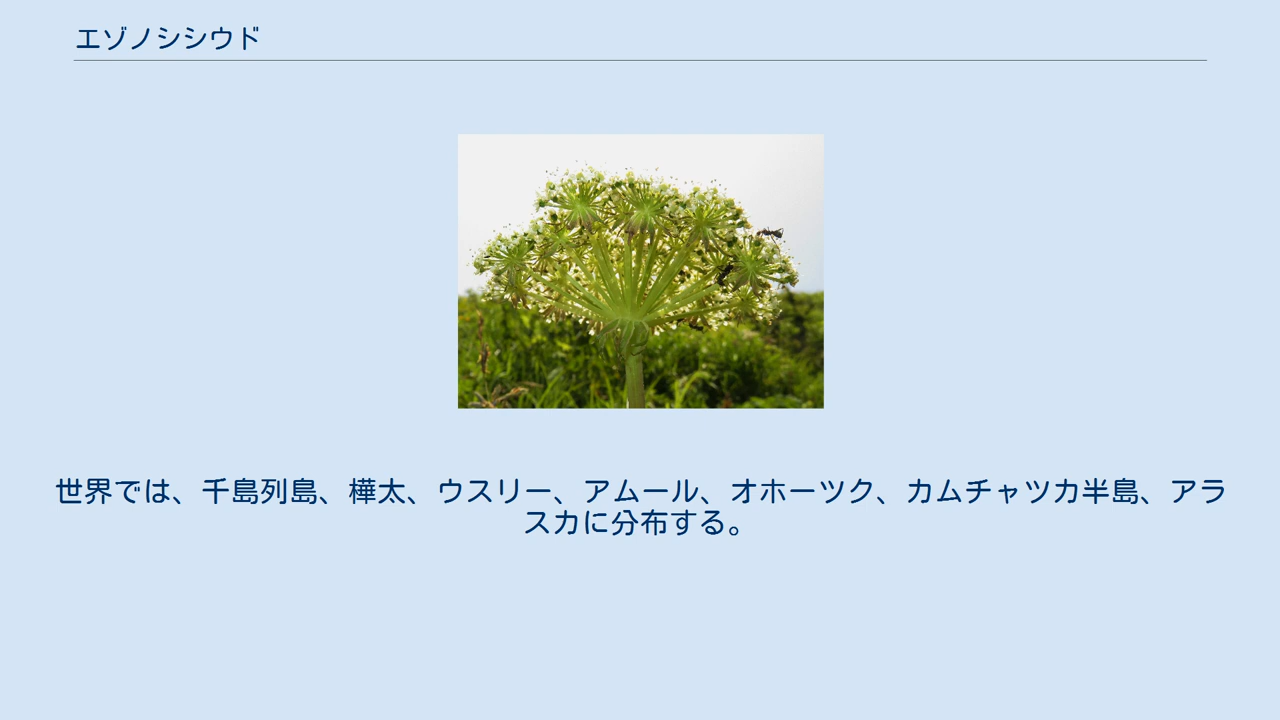 エゾノシシウド
世界では、千島列島、樺太、ウスリー、アムール、オホーツク、カムチャツカ半島、アラ
スカに分布する。